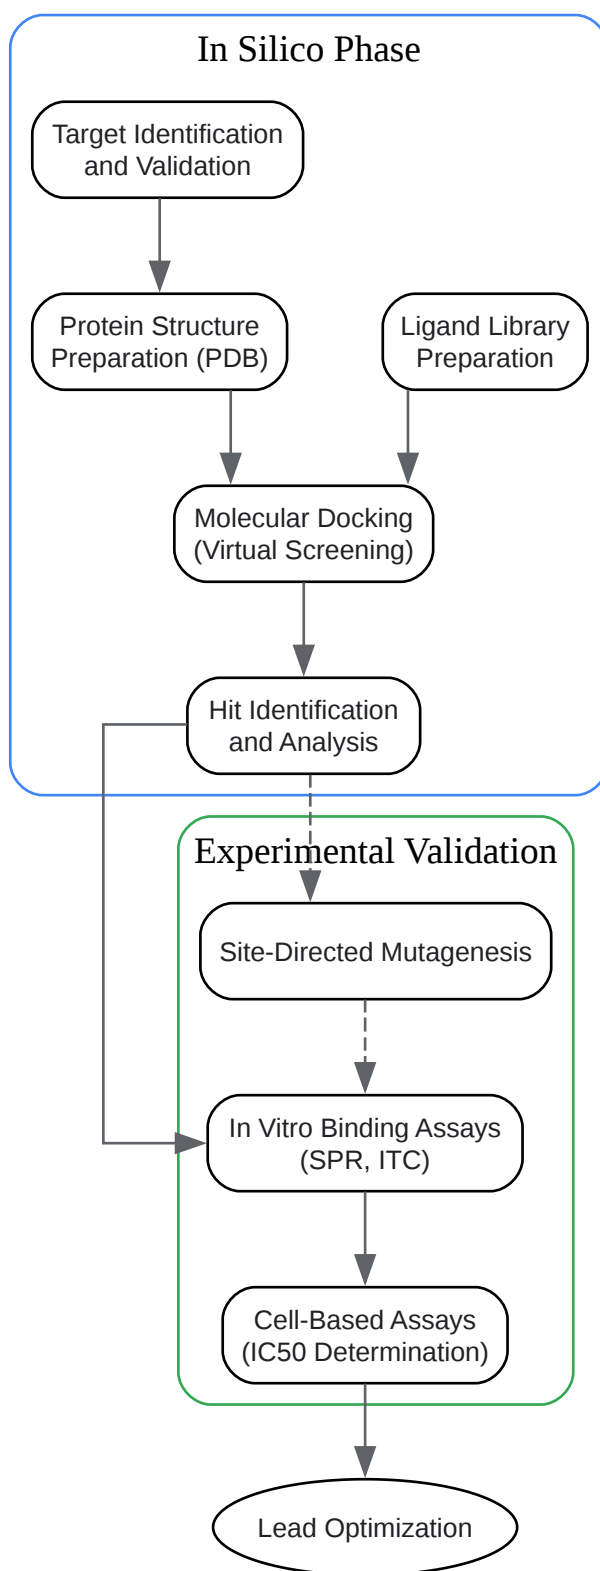 In Silico Phase
Target Identification
and Validation
Protein Structure
Preparation (PDB)
Ligand Library
Preparation
Molecular Docking
(Virtual Screening)
Hit Identification
and Analysis
Experimental Validation
Site-Directed Mutagenesis
In Vitro Binding Assays
(SPR, ITC)
Cell-Based Assays
(IC50 Determination)
Lead Optimization